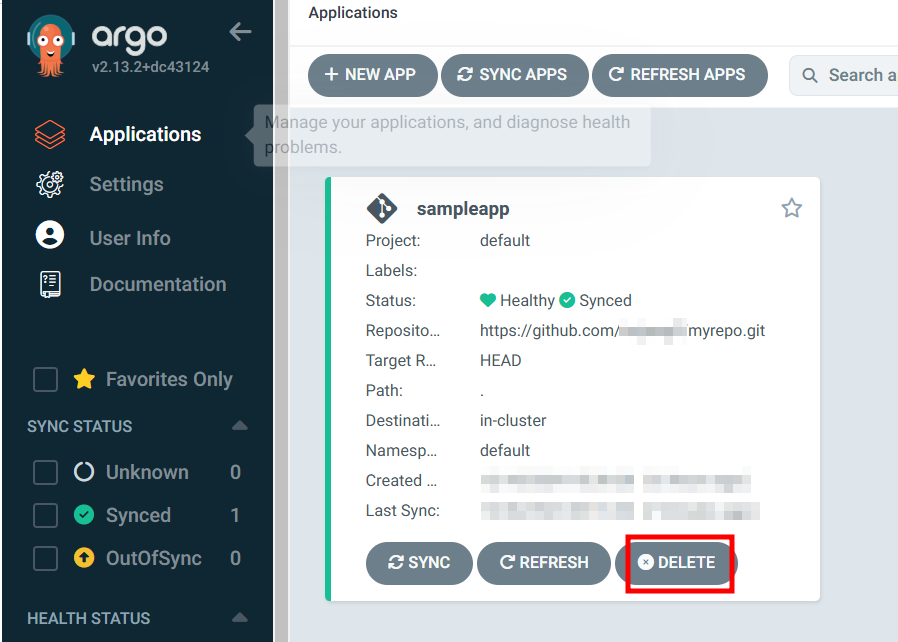 argo
v2.13.2+dc43124
Applications
Settings
User Info
Documentation
Favorites Only
SYNC STATUS
Unknown 0
Synced 1
OutOfSync 0
HEALTH STATUS
Applications
NEW APP SYNC APPS REFRESH APPS Search a
Manage your applications, and diagnose health
problems.
sampleapp
Project: default
Labels:
Status: Healthy Synced
Reposito... https://github.com/ myrepo.git
Target R... HEAD
Path: .
Destinati... in-cluster
Namesp... default
Created ...
Last Sync:
SYNC REFRESH DELETE